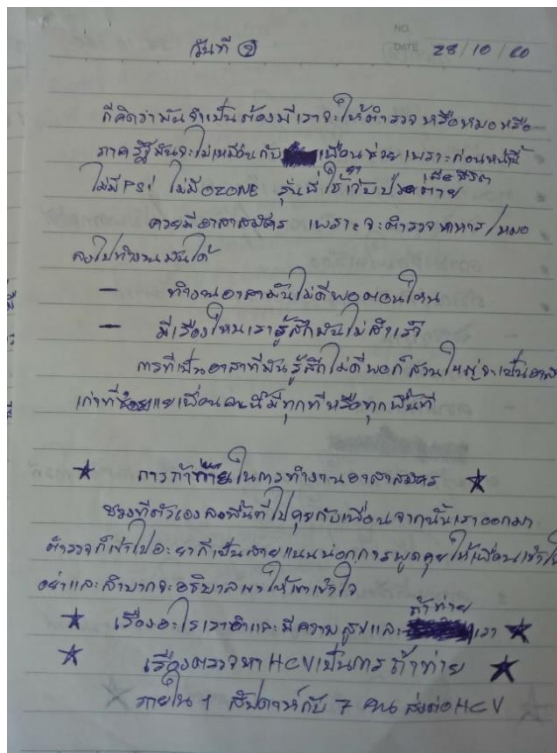 วันที่ ②
NO.
DATE 28/10/60
ก็คิดว่ามันจำเป็นต้องมีเราจะให้ตำรวจหรือหมอหรือ
ภาครัฐมันจะไม่เหมือนกับเพื่อนช่วยเพราะก่อนหน้านี้
ไม่มี PSI ไม่มี OZONE รุ่นพี่ใช้ยาเจ็บป่วยเสียชีวิตตาย
ควรมีอาสาสมัคร เพราะจะตำรวจทหาร/หมอ
ลงไปทำงานมันได้
— ทำงานอาสามันไม่ดีพอตอนไหน
— มีเรื่องไหนเรารู้สึกมันไม่สำเร็จ
การที่เป็นอาสาที่มันรู้สึกไม่ดีพอก็ส่วนใหญ่จะเป็น
เก่าที่ เพื่อนคนนี้มีทุกที่หรือทุกพื้นที่
★ การท้าทายในการทำงานอาสาสมัคร ★
ช่วงที่ตัวเองลงพื้นที่ไปคุยกับเพื่อนจากนั้นเราออกมา
ตำรวจก็เข้าไป การพูดคุยให้เพื่อนเข้าใจ
และลำบากจะอธิบาย ให้เขาเข้าใจ
★ เรื่องอะไรเราทำและมีความสุขและท้าทายเรา ★
★ เรื่องตรวจหา HCV เป็นการท้าทาย ★
ภายใน 1 สัปดาห์กับ 7 คน ส่งต่อ HCV